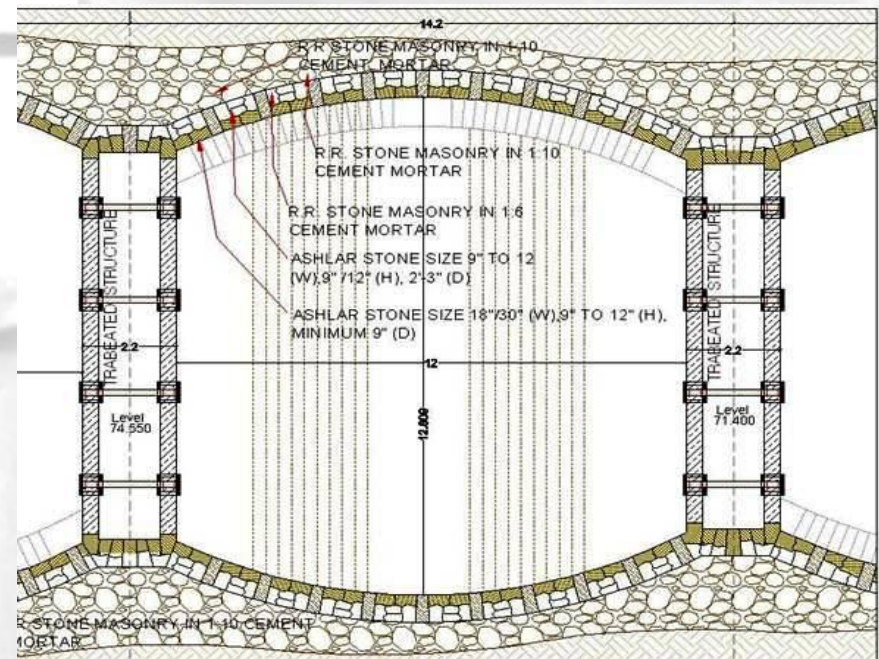 14.2
R R STONE MASONRY IN 1:10
CEMENT MORTAR
R.R. STONE MASONRY IN 1:10
CEMENT MORTAR
R.R. STONE MASONRY IN 1:6
CEMENT MORTAR
ASHLAR STONE SIZE 9" TO 12
(W),9" /12" (H), 2'-3" (D)
ASHLAR STONE SIZE 18"/30" (W),9" TO 12" (H),
MINIMUM 9" (D)
TRABEATED STRUCTURE
2.2
Level
74.550
12
12.809
TRABEATED STRUCTURE
2.2
Level
71.400
R STONE MASONRY IN 1:10 CEMENT
MORTAR